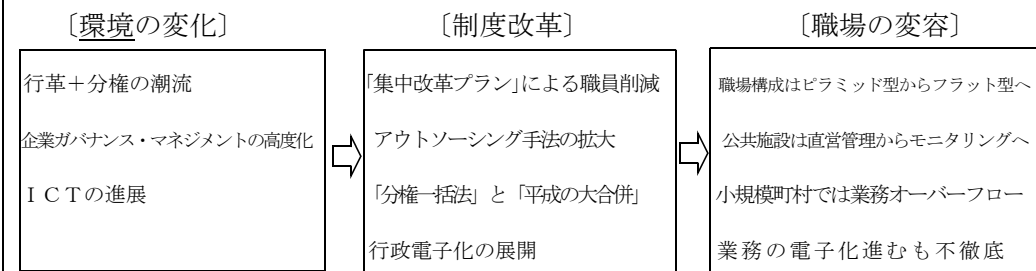 〔環境の変化〕
行革＋分権の潮流
企業ガバナンス・マネジメントの高度化
ＩＣＴの進展
〔制度改革〕
「集中改革プラン」による職員削減
アウトソーシング手法の拡大
「分権一括法」と「平成の大合併」
行政電子化の展開
〔職場の変容〕
職場構成はピラミッド型からフラット型へ
公共施設は直営管理からモニタリングへ
小規模町村では業務オーバーフロー
業務の電子化進むも不徹底